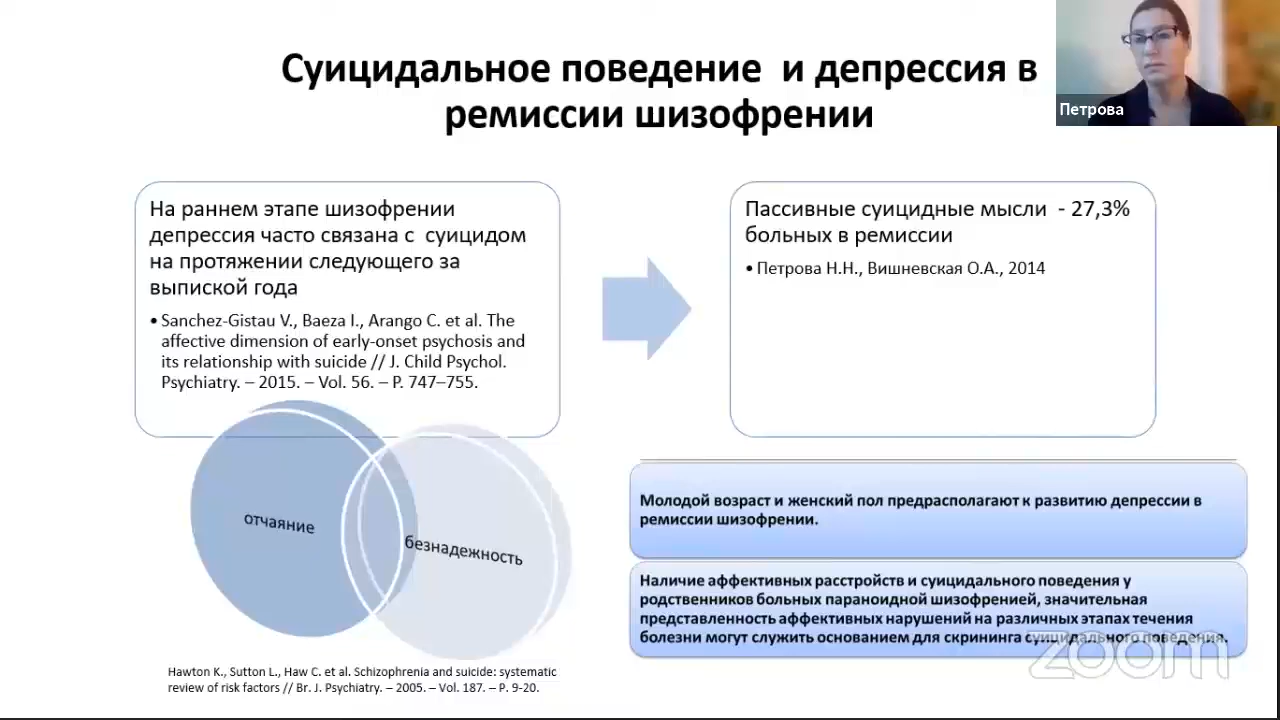 Суицидальное поведение и депрессия в
ремиссии шизофрении
Петрова
На раннем этапе шизофрении
депрессия часто связана с суицидом
на протяжении следующего за
выпиской года
• Sanchez-Gistau V., Baeza I., Arango C. et al. The
affective dimension of early-onset psychosis and
its relationship with suicide // J. Child Psychol.
Psychiatry. – 2015. – Vol. 56. – P. 747–755.
Пассивные суицидные мысли - 27,3%
больных в ремиссии
• Петрова Н.Н., Вишневская О.А., 2014
отчаяние
безнадежность
Молодой возраст и женский пол предрасполагают к развитию депрессии в
ремиссии шизофрении.
Наличие аффективных расстройств и суицидального поведения у
родственников больных параноидной шизофренией, значительная
представленность аффективных нарушений на различных этапах течения
болезни могут служить основанием для скрининга суицидального поведения.
zoom
Hawton K., Sutton L., Haw C. et al. Schizophrenia and suicide: systematic
review of risk factors // Br. J. Psychiatry. – 2005. – Vol. 187. – P. 9-20.